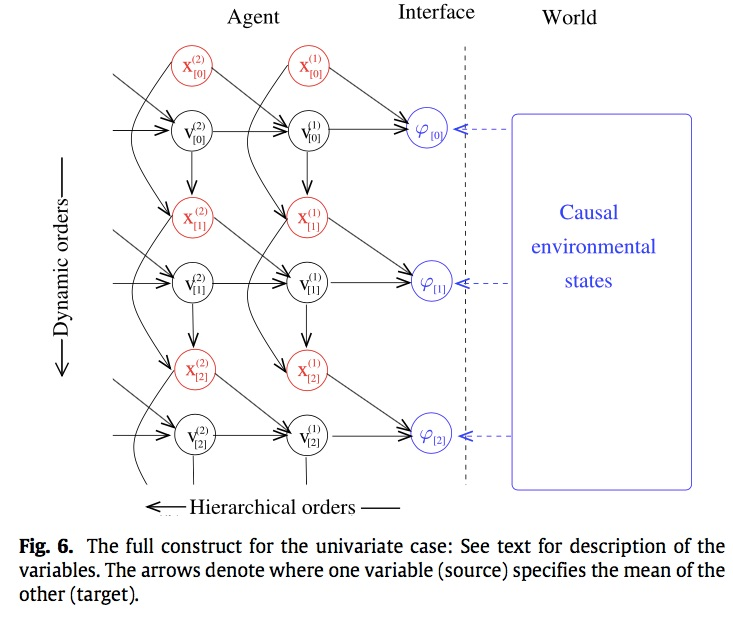 Agent Interface World
x[0](2) x[0](1)
v[0](2) v[0](1) φ[0]
x[1](2) x[1](1)
Causal
environmental
states
v[1](2) v[1](1) φ[1]
x[2](2) x[2](1)
v[2](2) v[2](1) φ[2]
Dynamic orders
Hierarchical orders
Fig. 6. The full construct for the univariate case: See text for description of the
variables. The arrows denote where one variable (source) specifies the mean of the
other (target).